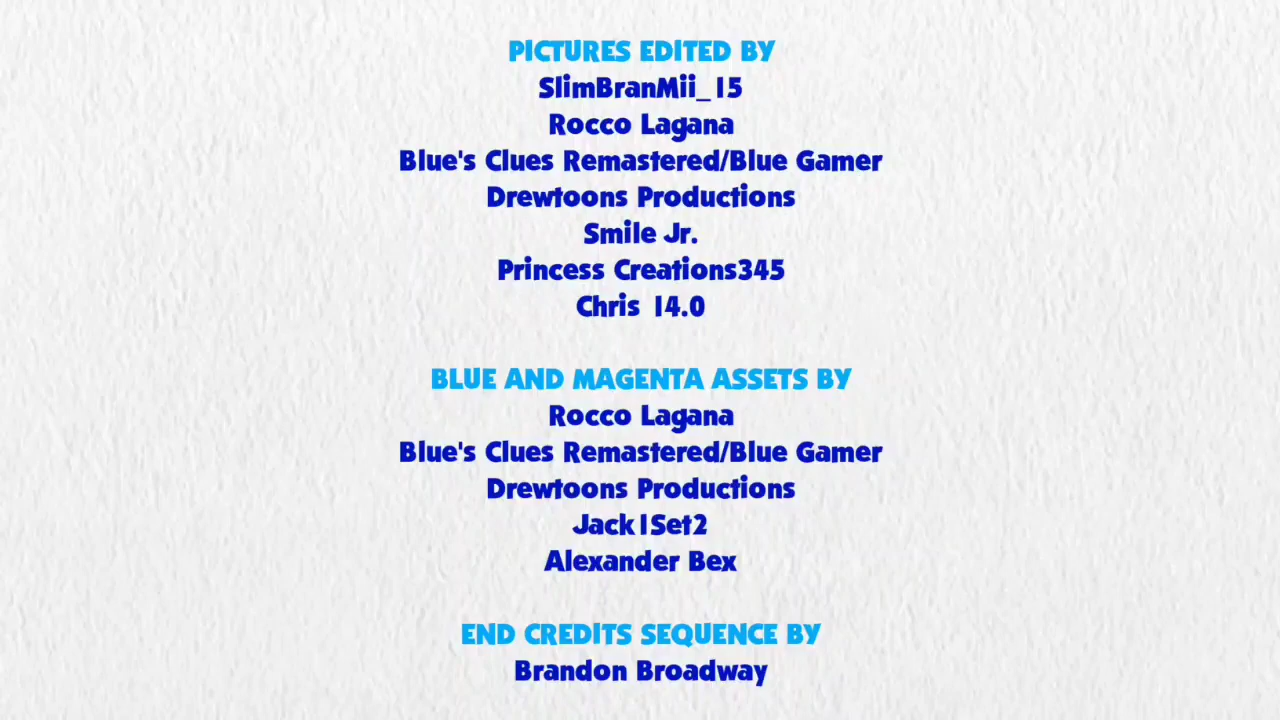 PICTURES EDITED BY
SlimBranMii_15
Rocco Lagana
Blue's Clues Remastered/Blue Gamer
Drewtoons Productions
Smile Jr.
Princess Creations345
Chris 14.0
BLUE AND MAGENTA ASSETS BY
Rocco Lagana
Blue's Clues Remastered/Blue Gamer
Drewtoons Productions
Jack1Set2
Alexander Bex
END CREDITS SEQUENCE BY
Brandon Broadway